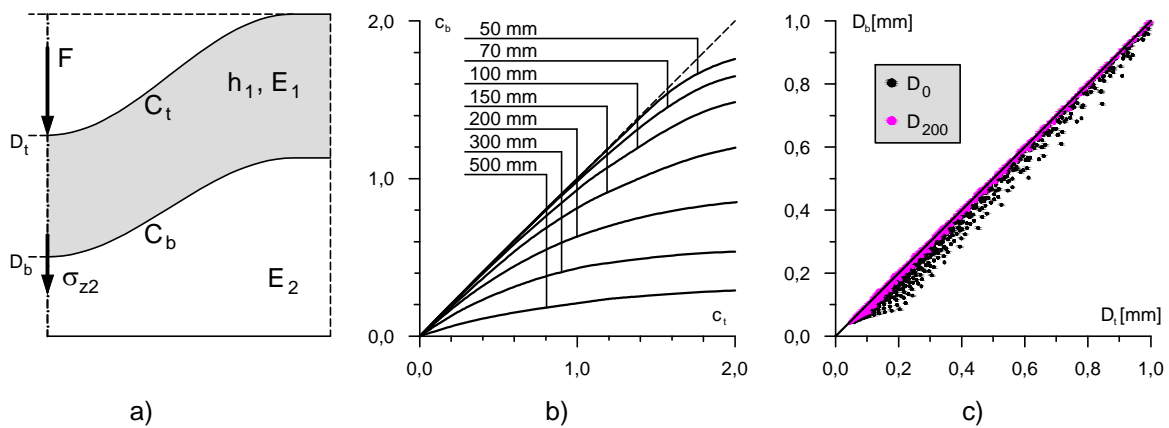 F
h1, E1
Ct
Dt
Cb
Db
σz2
E2
a)
cb
2,0
50 mm
70 mm
100 mm
150 mm
200 mm
300 mm
500 mm
1,0
0,0
ct
0,0 1,0 2,0
b)
1,0 Db[mm]
D0
D200
0,8
0,6
0,4
0,2
0,0
Dt[mm]
0,0 0,2 0,4 0,6 0,8 1,0
c)